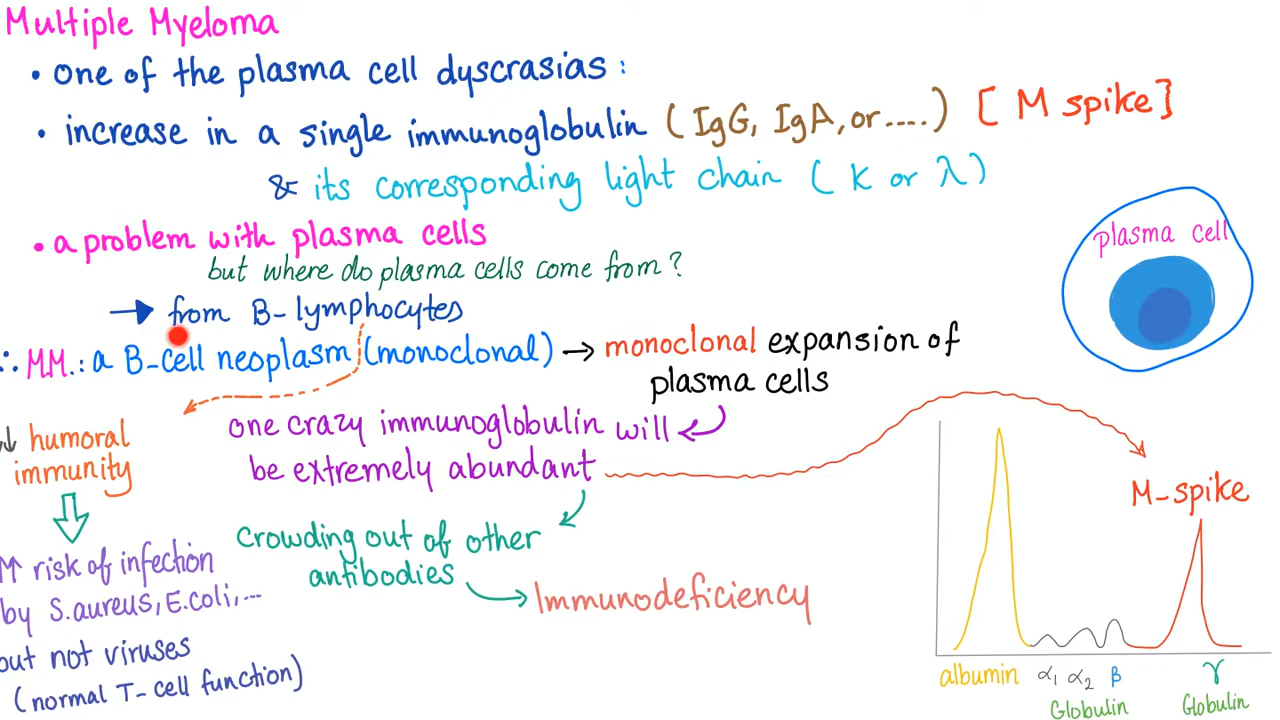 Multiple Myeloma
• one of the plasma cell dyscrasias:
• increase in a single immunoglobulin (IgG, IgA, or ....) [M spike]
& its corresponding light chain (K or λ)
• a problem with plasma cells
but where do plasma cells come from?
→ from B-lymphocytes
∴ MM.: a B-cell neoplasm (monoclonal) → monoclonal expansion of
plasma cells
one crazy immunoglobulin will
be extremely abundant
crowding out of other
antibodies
Immunodeficiency
↓ humoral
immunity
↑ risk of infection
by S.aureus, E.coli, ...
but not viruses
(normal T-cell function)
plasma cell
M-spike
albumin α1 α2 β γ
Globulin Globulin